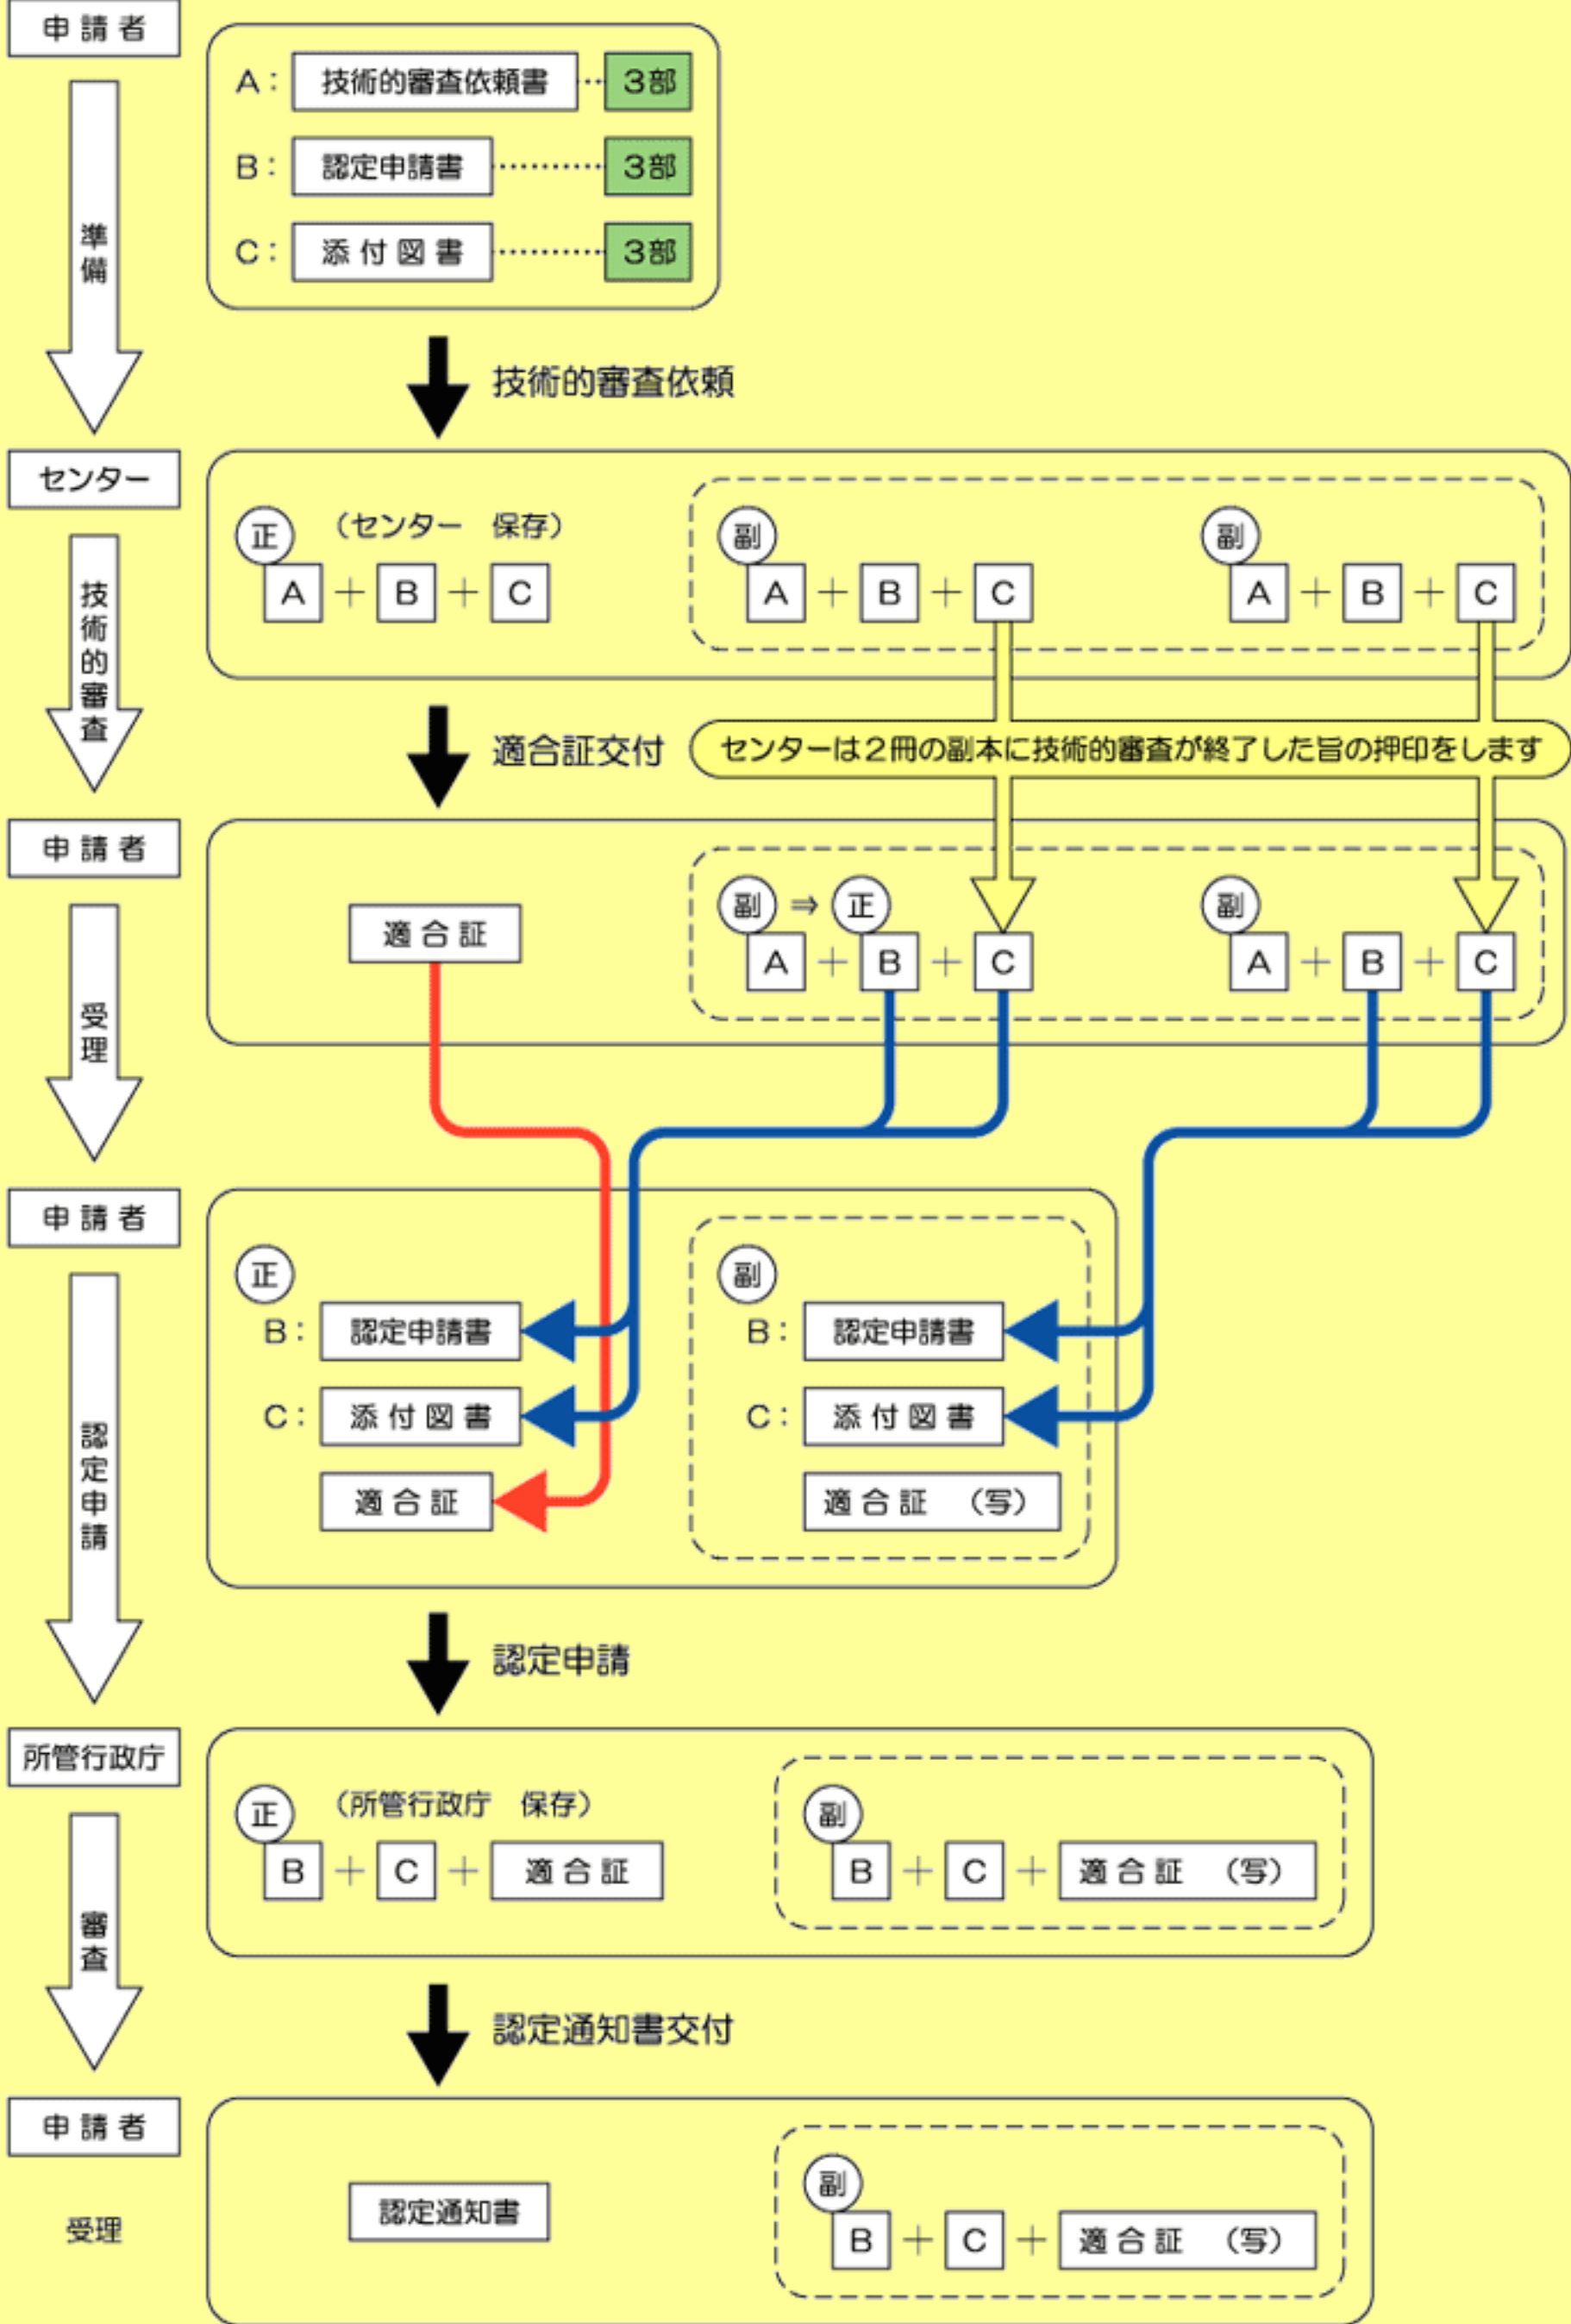 申請者
A： 技術的審査依頼書 … 3部
B： 認定申請書 ………… 3部
C： 添付図書 ………… 3部
準備
技術的審査依頼
センター
正 （センター　保存） 副 副
A ＋ B ＋ C A ＋ B ＋ C A ＋ B ＋ C
技術的審査
適合証交付 センターは２冊の副本に技術的審査が終了した旨の押印をします
申請者
副 ⇒ 正 副
適合証 A ＋ B ＋ C A ＋ B ＋ C
受理
申請者
正 副
B： 認定申請書 B： 認定申請書
C： 添付図書 C： 添付図書
適合証 適合証　（写）
認定申請
認定申請
所管行政庁
正 （所管行政庁　保存） 副
B ＋ C ＋ 適合証 B ＋ C ＋ 適合証　（写）
審査
認定通知書交付
申請者
副
認定通知書 B ＋ C ＋ 適合証　（写）
受理